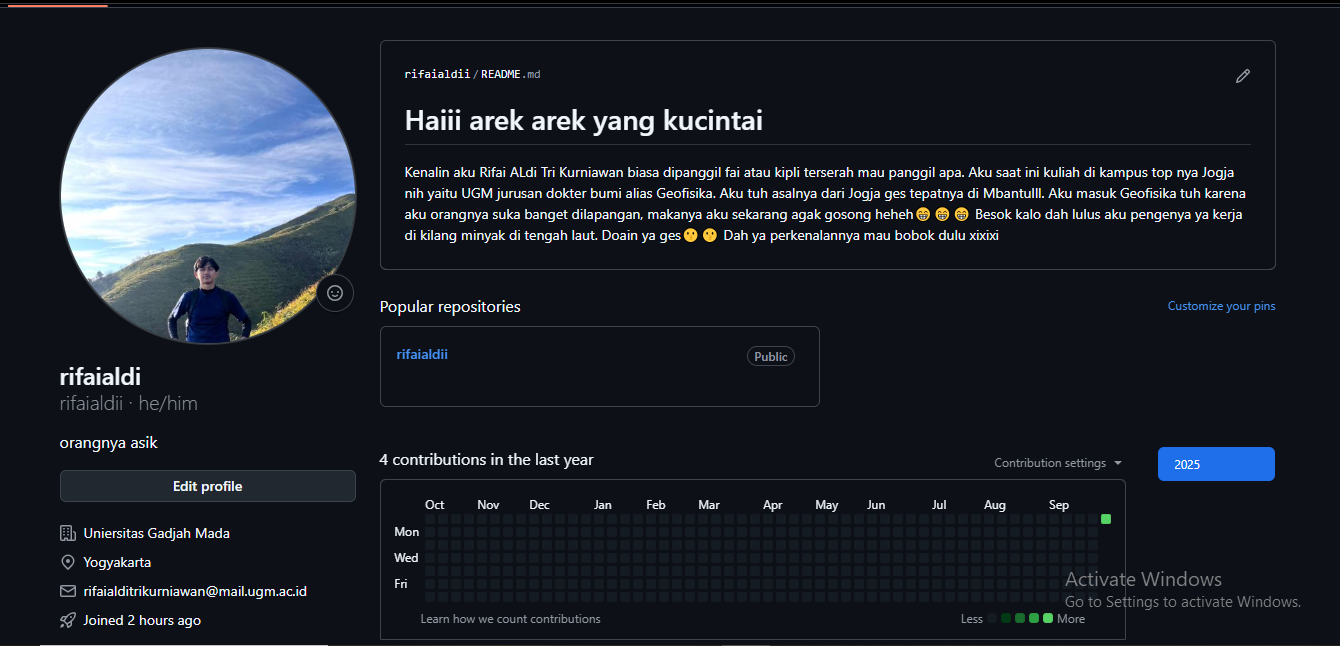 rifaialdii/README.md
Haiii arek arek yang kucintai
Kenalin aku Rifai ALdi Tri Kurniawan biasa dipanggil fai atau kipli terserah mau panggil apa. Aku saat ini kuliah di kampus top nya Jogja
nih yaitu UGM jurusan dokter bumi alias Geofisika. Aku tuh asalnya dari Jogja ges tepatnya di Mbantulll. Aku masuk Geofisika tuh karena
aku orangnya suka banget dilapangan, makanya aku sekarang agak gosong heheh😁 😁 😁 Besok kalo dah lulus aku pengenya ya kerja
di kilang minyak di tengah laut. Doain ya ges🙂 🙂 Dah ya perkenalannya mau bobok dulu xixixi
rifaialdi
rifaialdii · he/him
orangnya asik
Edit profile
Uniersitas Gadjah Mada
Yogyakarta
rifaialditrikurniawan@mail.ugm.ac.id
Joined 2 hours ago
Popular repositories
Customize your pins
rifaialdii
Public
4 contributions in the last year
Contribution settings
2025
Oct Nov Dec Jan Feb Mar Apr May Jun Jul Aug Sep
Mon
Wed
Fri
Learn how we count contributions
Less More
Activate Windows
Go to Settings to activate Windows.